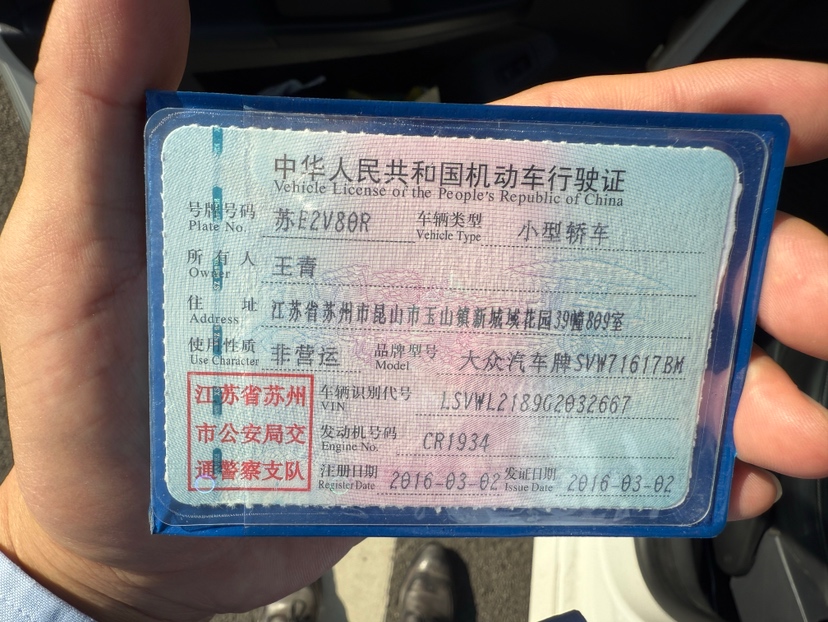 中华人民共和国机动车行驶证
Vehicle License of the People's Republic of China
号牌号码 苏E2V80R 车辆类型 小型轿车
Plate No. Vehicle Type
所有人 王青
Owner
住址 江苏省苏州市昆山市玉山镇新城域花园39幢809室
Address
使用性质 非营运 品牌型号 大众汽车牌SVW71617BM
Use Character Model
江苏省苏州 车辆识别代号 LSVWL2189G2032667
VIN
市公安局交 发动机号码 CR1934
Engine No.
通警察支队 注册日期 2016-03-02 发证日期 2016-03-02
Register Date Issue Date